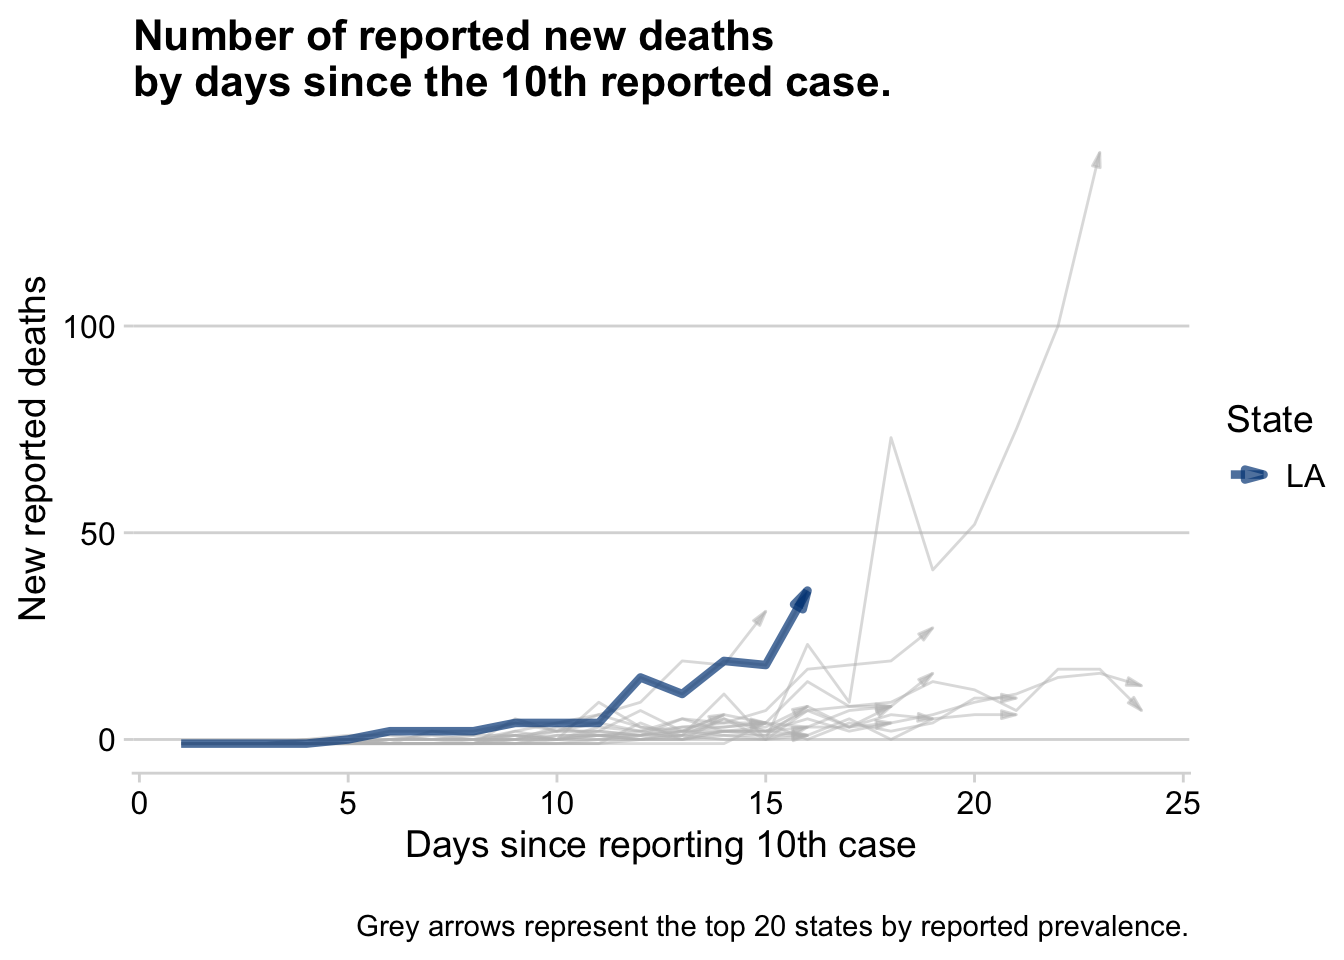 Number of reported new deaths
by days since the 10th reported case.
New reported deaths
100
50
0
0
5
10
15
20
25
Days since reporting 10th case
State
LA
Grey arrows represent the top 20 states by reported prevalence.